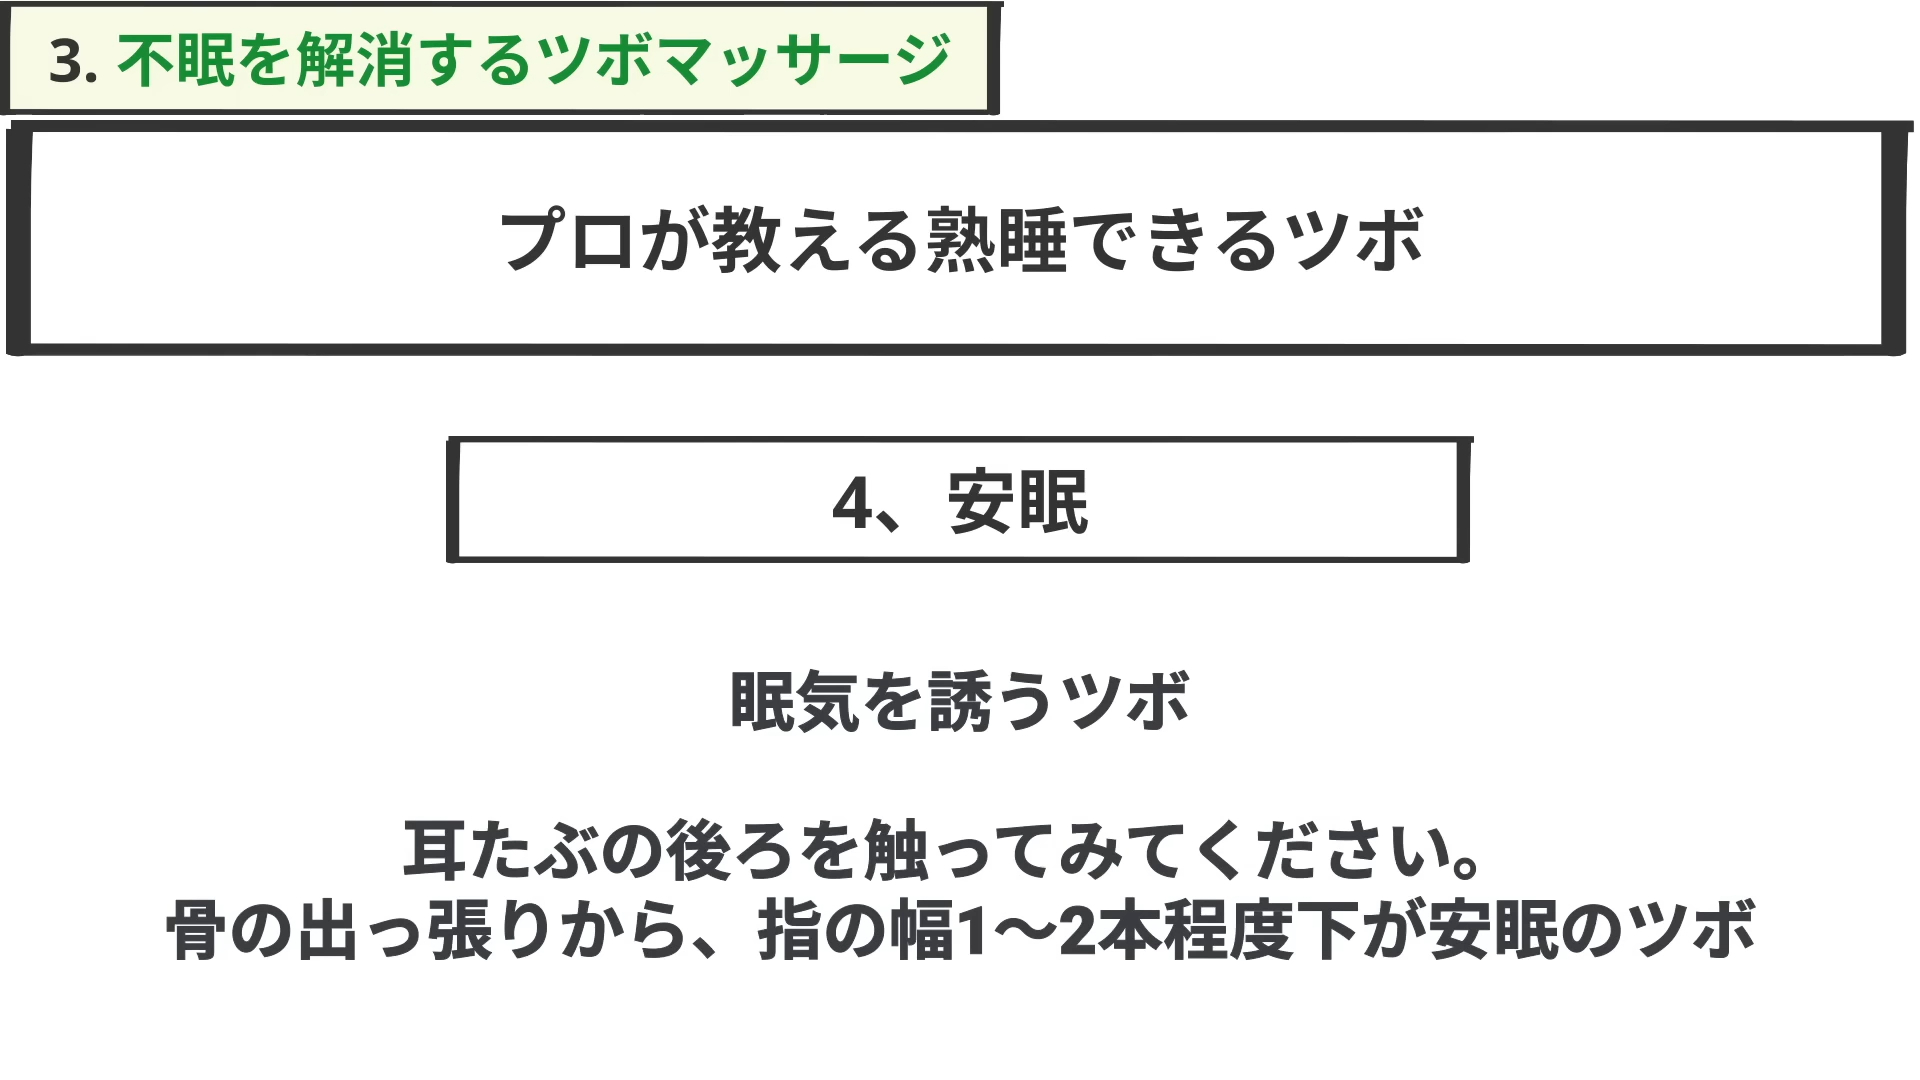 3. 不眠を解消するツボマッサージ
プロが教える熟睡できるツボ
4、安眠
眠気を誘うツボ
耳たぶの後ろを触ってみてください。
骨の出っ張りから、指の幅1〜2本程度下が安眠のツボ